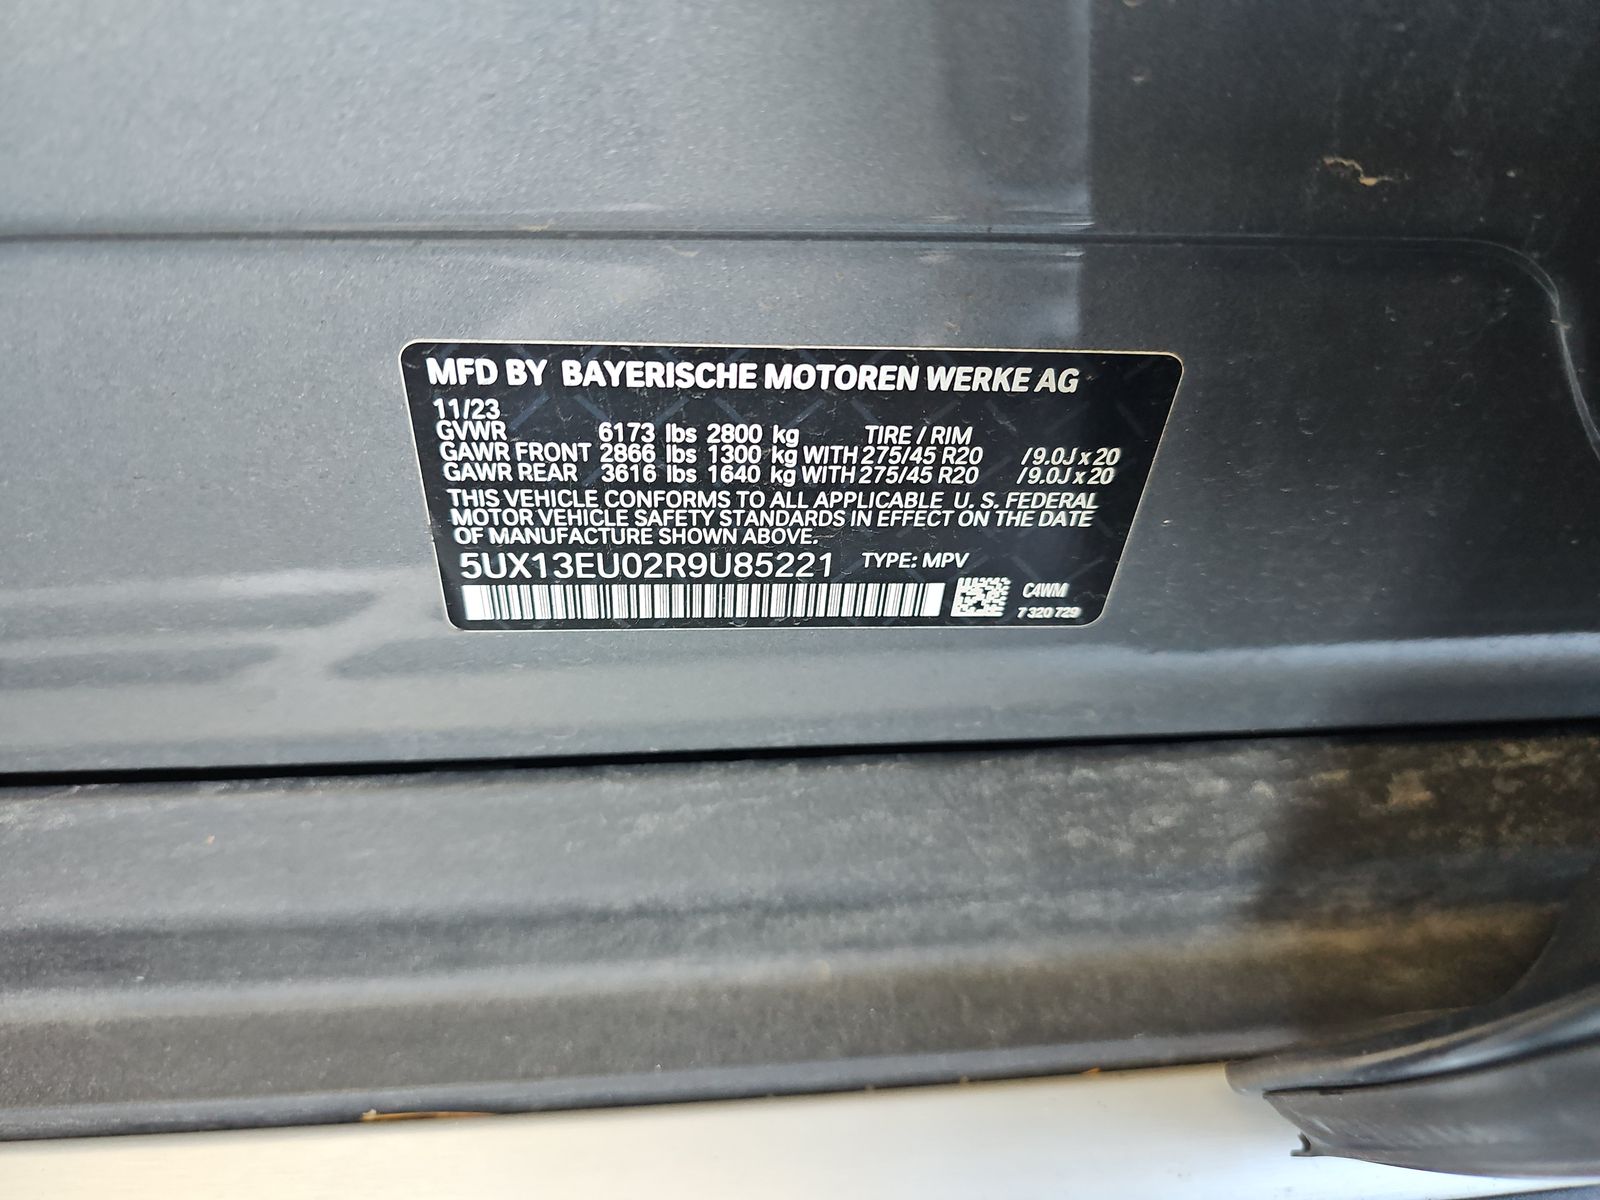 MFD BY BAYERISCHE MOTOREN WERKE AG
11/23
GVWR 6173 lbs 2800 kg TIRE / RIM
GAWR FRONT 2866 lbs 1300 kg WITH 275/45 R20 /9.0J x 20
GAWR REAR 3616 lbs 1640 kg WITH 275/45 R20 /9.0J x 20
THIS VEHICLE CONFORMS TO ALL APPLICABLE U. S. FEDERAL
MOTOR VEHICLE SAFETY STANDARDS IN EFFECT ON THE DATE
OF MANUFACTURE SHOWN ABOVE.
5UX13EU02R9U85221 TYPE: MPV
C4WM
7 320 729